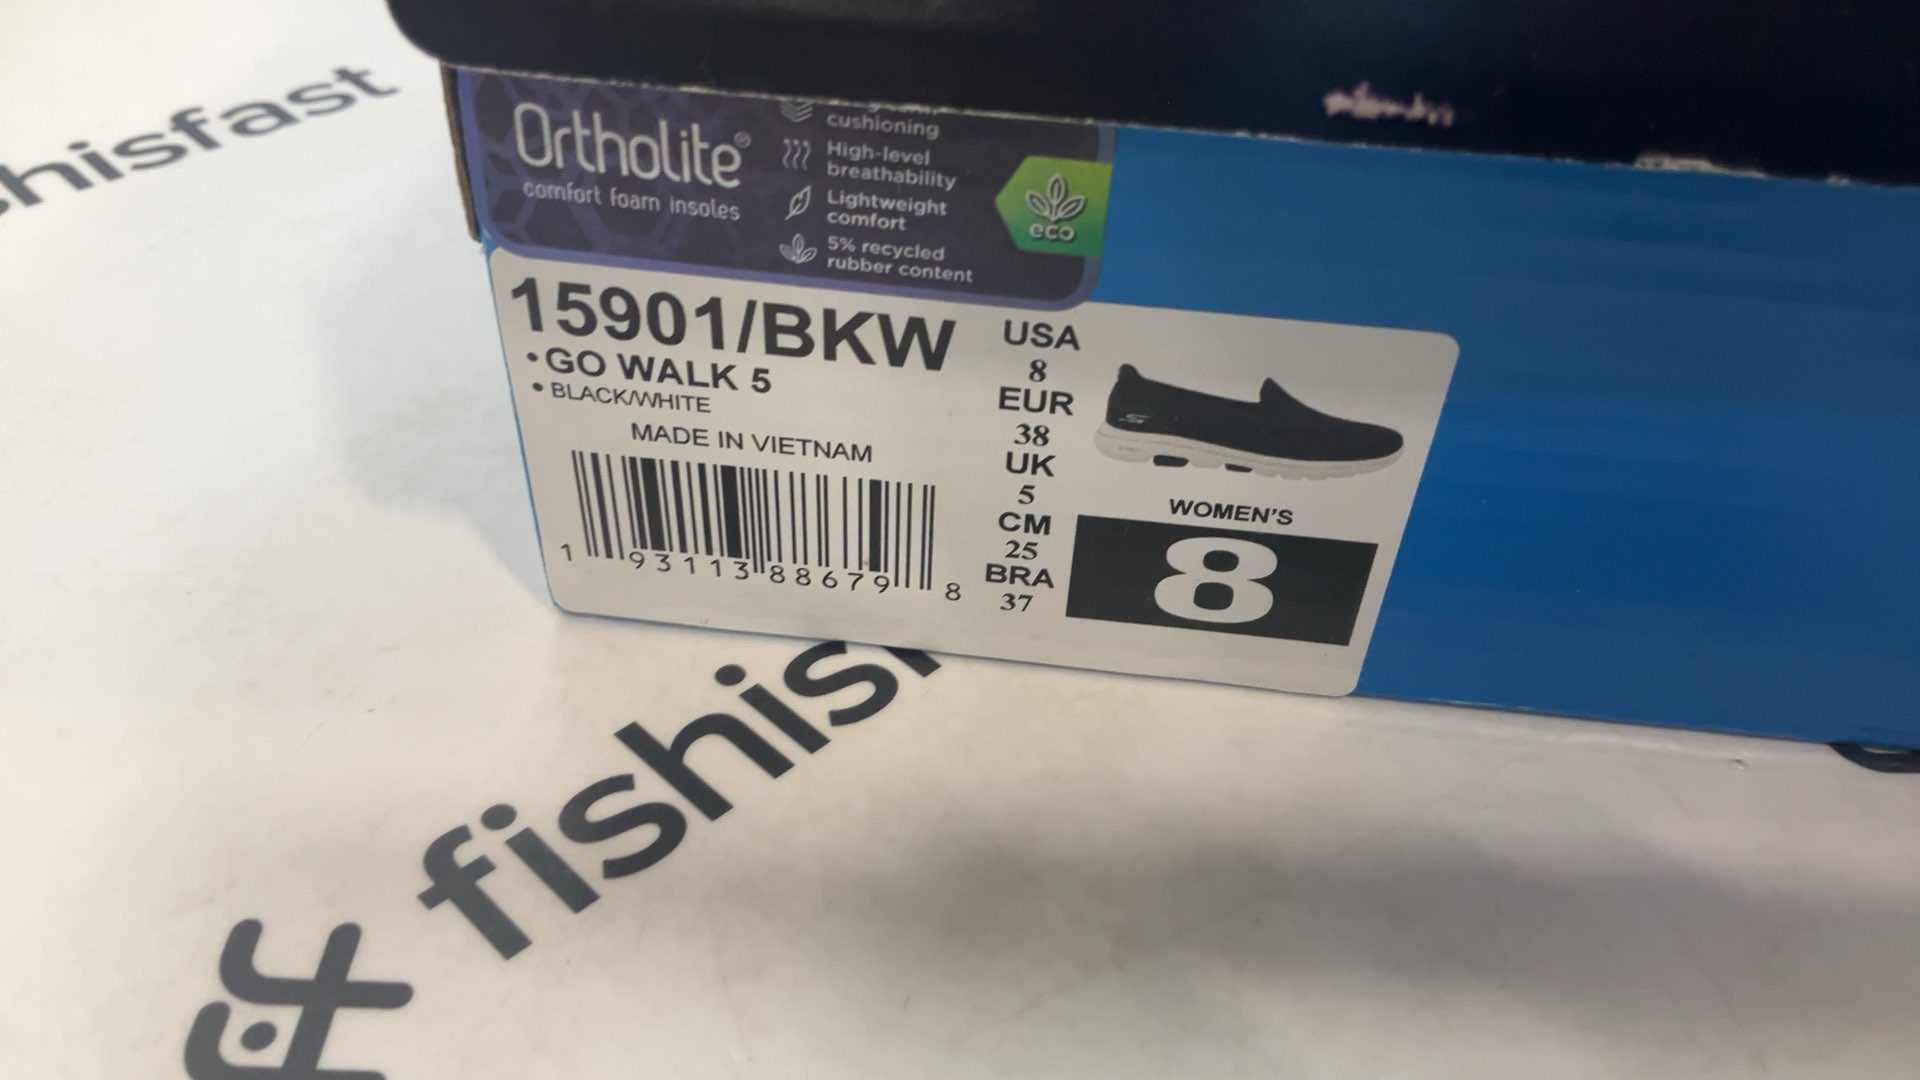 shisfast
Ortholite®
comfort foam insoles
cushioning
High-level
breathability
Lightweight
comfort
5% recycled
rubber content
eco
15901/BKW
•GO WALK 5
• BLACK/WHITE
MADE IN VIETNAM
1 93113 88679 8
USA
8
EUR
38
UK
5
CM
25
BRA
37
WOMEN'S
8
fishis